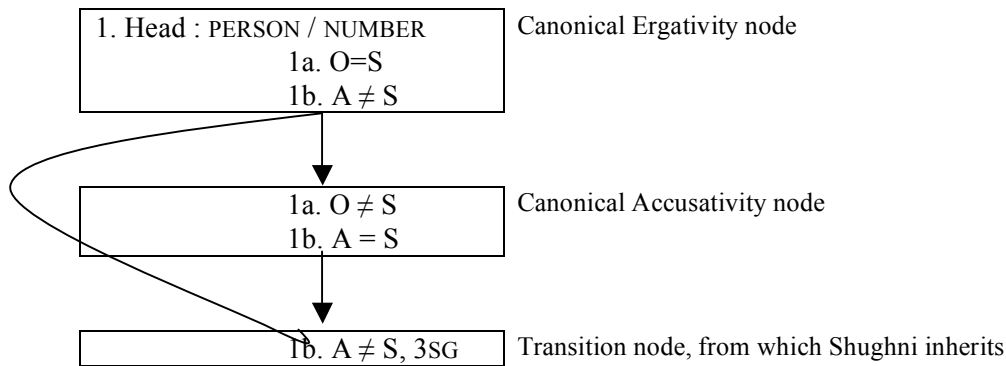 1. Head : PERSON / NUMBER Canonical Ergativity node
1a. O=S
1b. A ≠ S
1a. O ≠ S Canonical Accusativity node
1b. A = S
1b. A ≠ S, 3SG Transition node, from which Shughni inherits